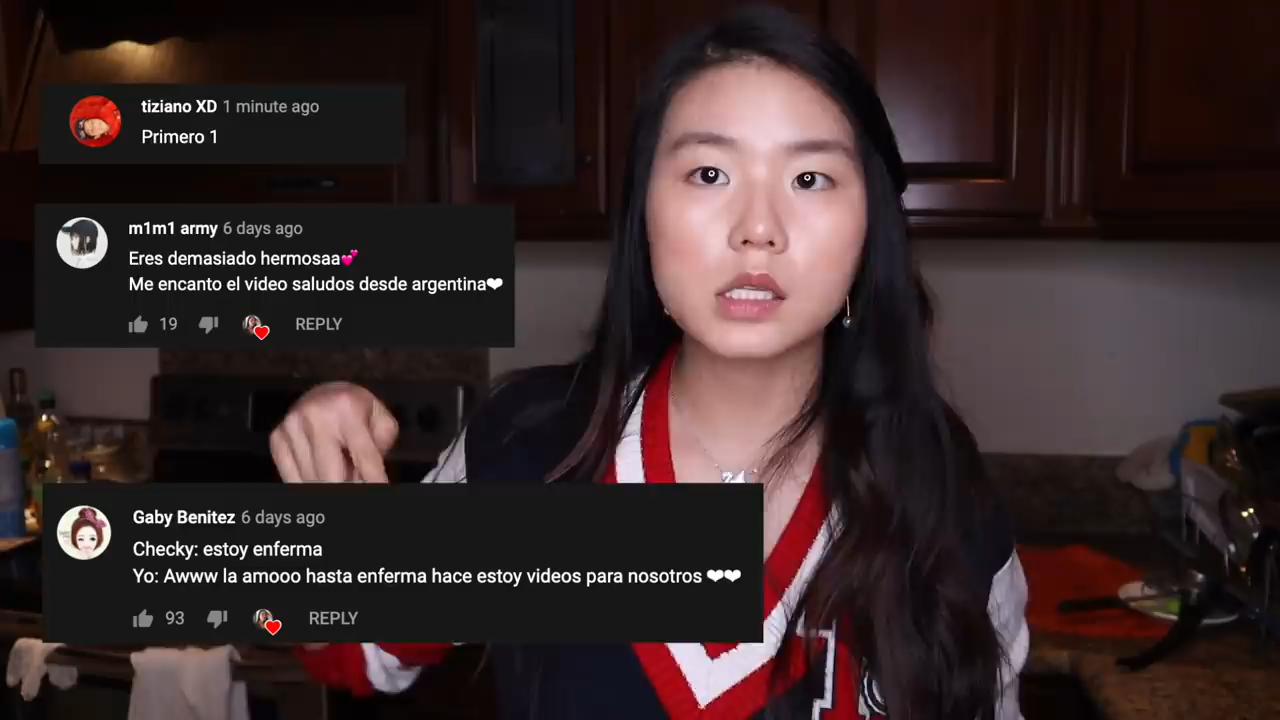 tiziano XD 1 minute ago
Primero 1
m1m1 army 6 days ago
Eres demasiado hermosaa💕
Me encanto el video saludos desde argentina❤
19 REPLY
Gaby Benitez 6 days ago
Checky: estoy enferma
Yo: Awww la amooo hasta enferma hace estoy videos para nosotros ❤❤
93 REPLY